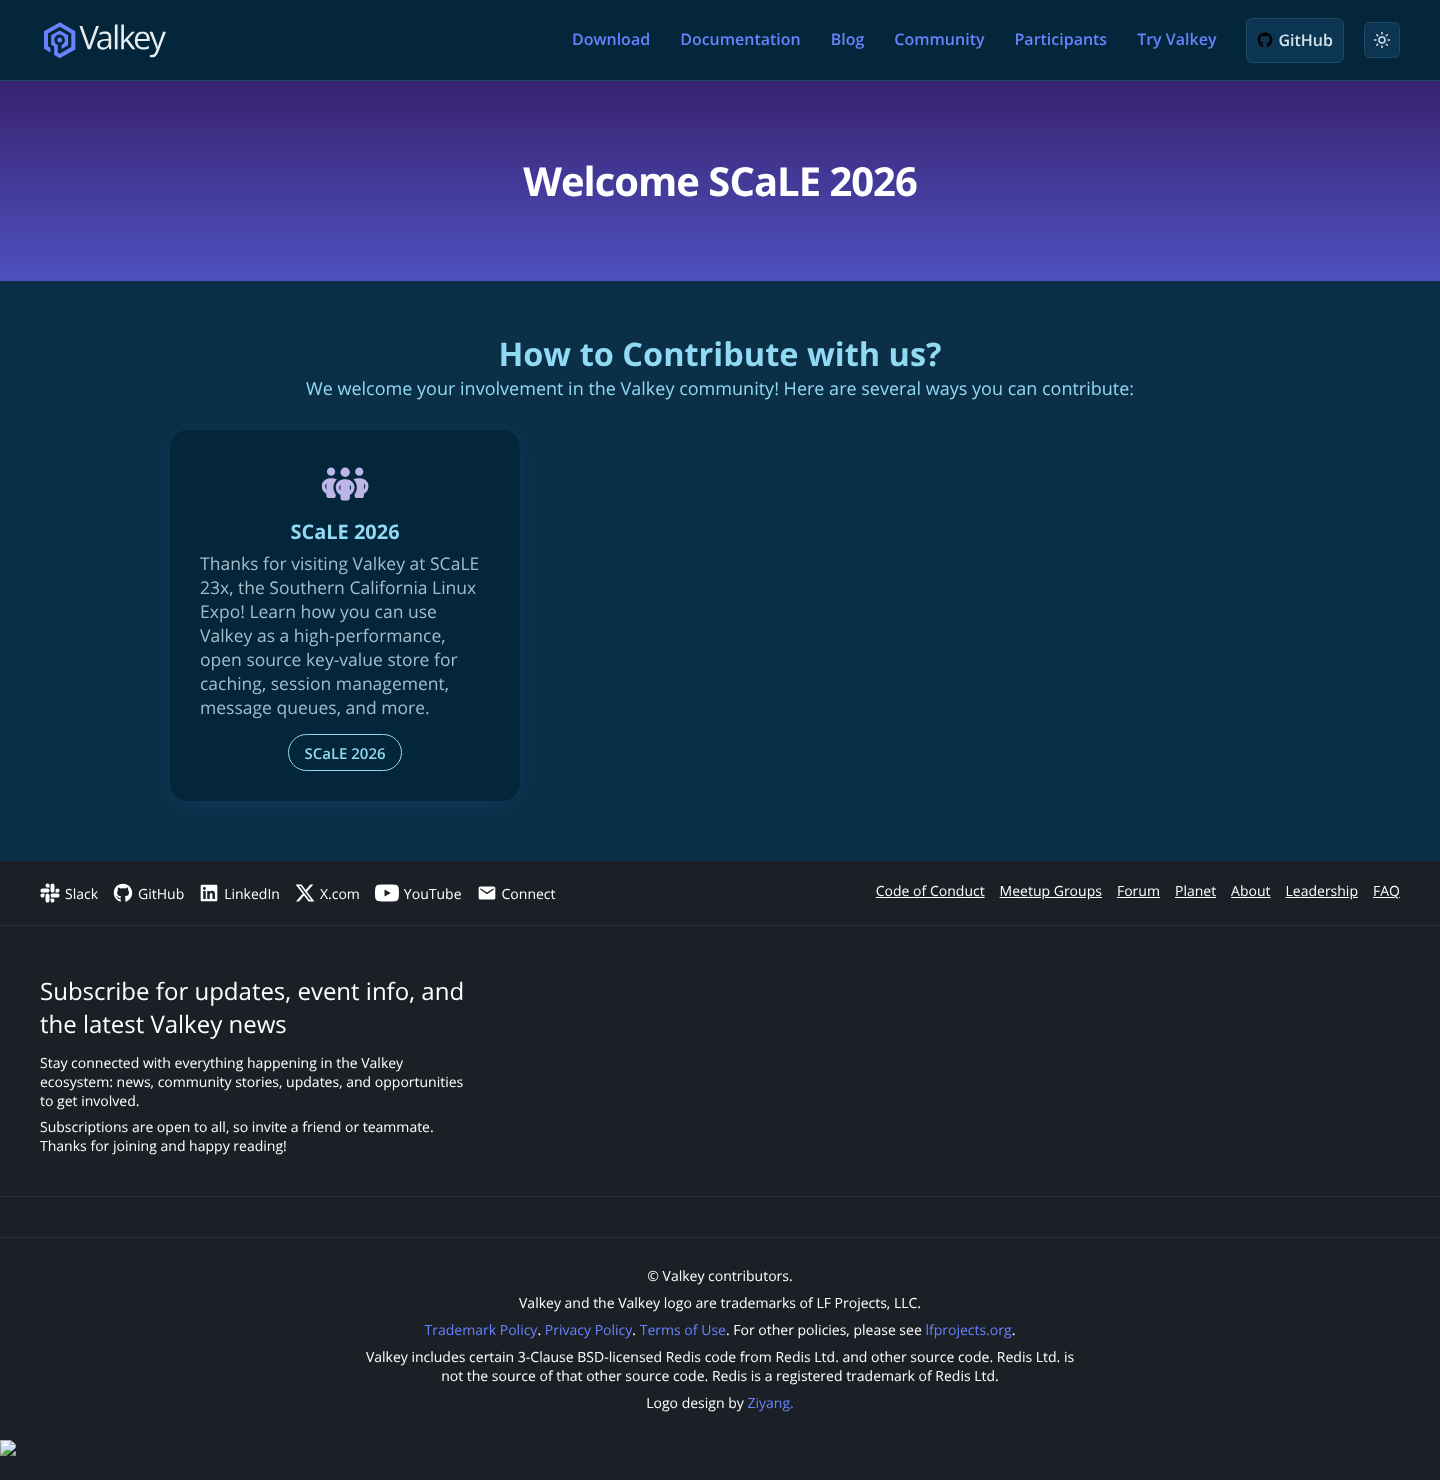 Valkey
Download Documentation Blog Community Participants Try Valkey GitHub
Welcome SCaLE 2026
How to Contribute with us?
We welcome your involvement in the Valkey community! Here are several ways you can contribute:
SCaLE 2026
Thanks for visiting Valkey at SCaLE
23x, the Southern California Linux
Expo! Learn how you can use
Valkey as a high-performance,
open source key-value store for
caching, session management,
message queues, and more.
SCaLE 2026
Slack GitHub LinkedIn X.com YouTube Connect
Code of Conduct Meetup Groups Forum Planet About Leadership FAQ
Subscribe for updates, event info, and
the latest Valkey news
Stay connected with everything happening in the Valkey
ecosystem: news, community stories, updates, and opportunities
to get involved.
Subscriptions are open to all, so invite a friend or teammate.
Thanks for joining and happy reading!
© Valkey contributors.
Valkey and the Valkey logo are trademarks of LF Projects, LLC.
Trademark Policy. Privacy Policy. Terms of Use. For other policies, please see lfprojects.org.
Valkey includes certain 3-Clause BSD-licensed Redis code from Redis Ltd. and other source code. Redis Ltd. is
not the source of that other source code. Redis is a registered trademark of Redis Ltd.
Logo design by Ziyang.